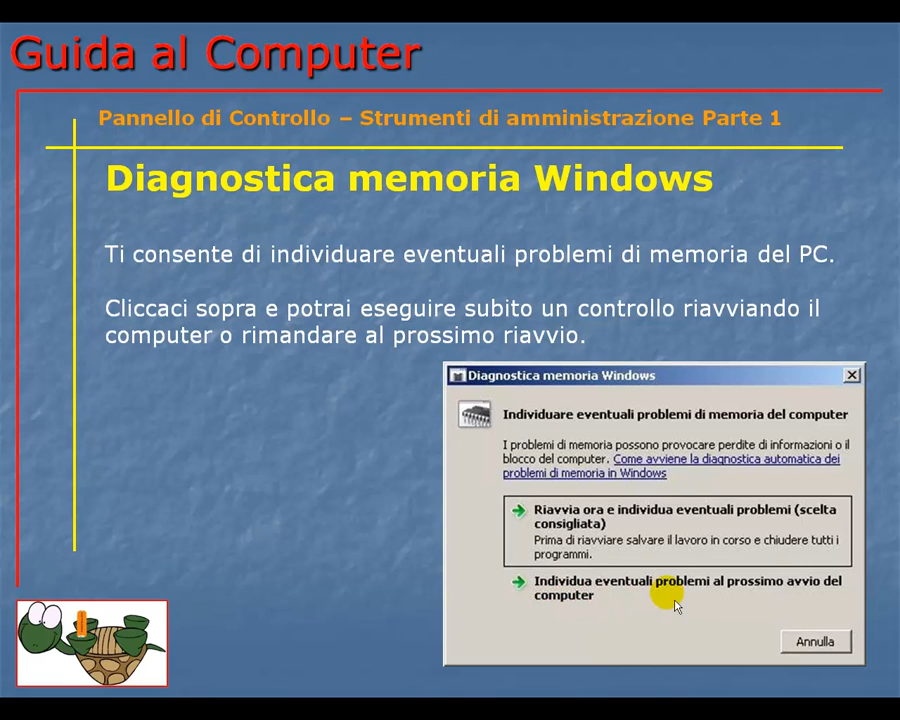 Guida al Computer
Pannello di Controllo – Strumenti di amministrazione Parte 1
Diagnostica memoria Windows
Ti consente di individuare eventuali problemi di memoria del PC.
Cliccaci sopra e potrai eseguire subito un controllo riavviando il
computer o rimandare al prossimo riavvio.
Diagnostica memoria Windows
Individuare eventuali problemi di memoria del computer
I problemi di memoria possono provocare perdite di informazioni o il
blocco del computer. Come avviene la diagnostica automatica dei
problemi di memoria in Windows
Riavvia ora e individua eventuali problemi (scelta
consigliata)
Prima di riavviare salvare il lavoro in corso e chiudere tutti i
programmi.
Individua eventuali problemi al prossimo avvio del
computer
Annulla